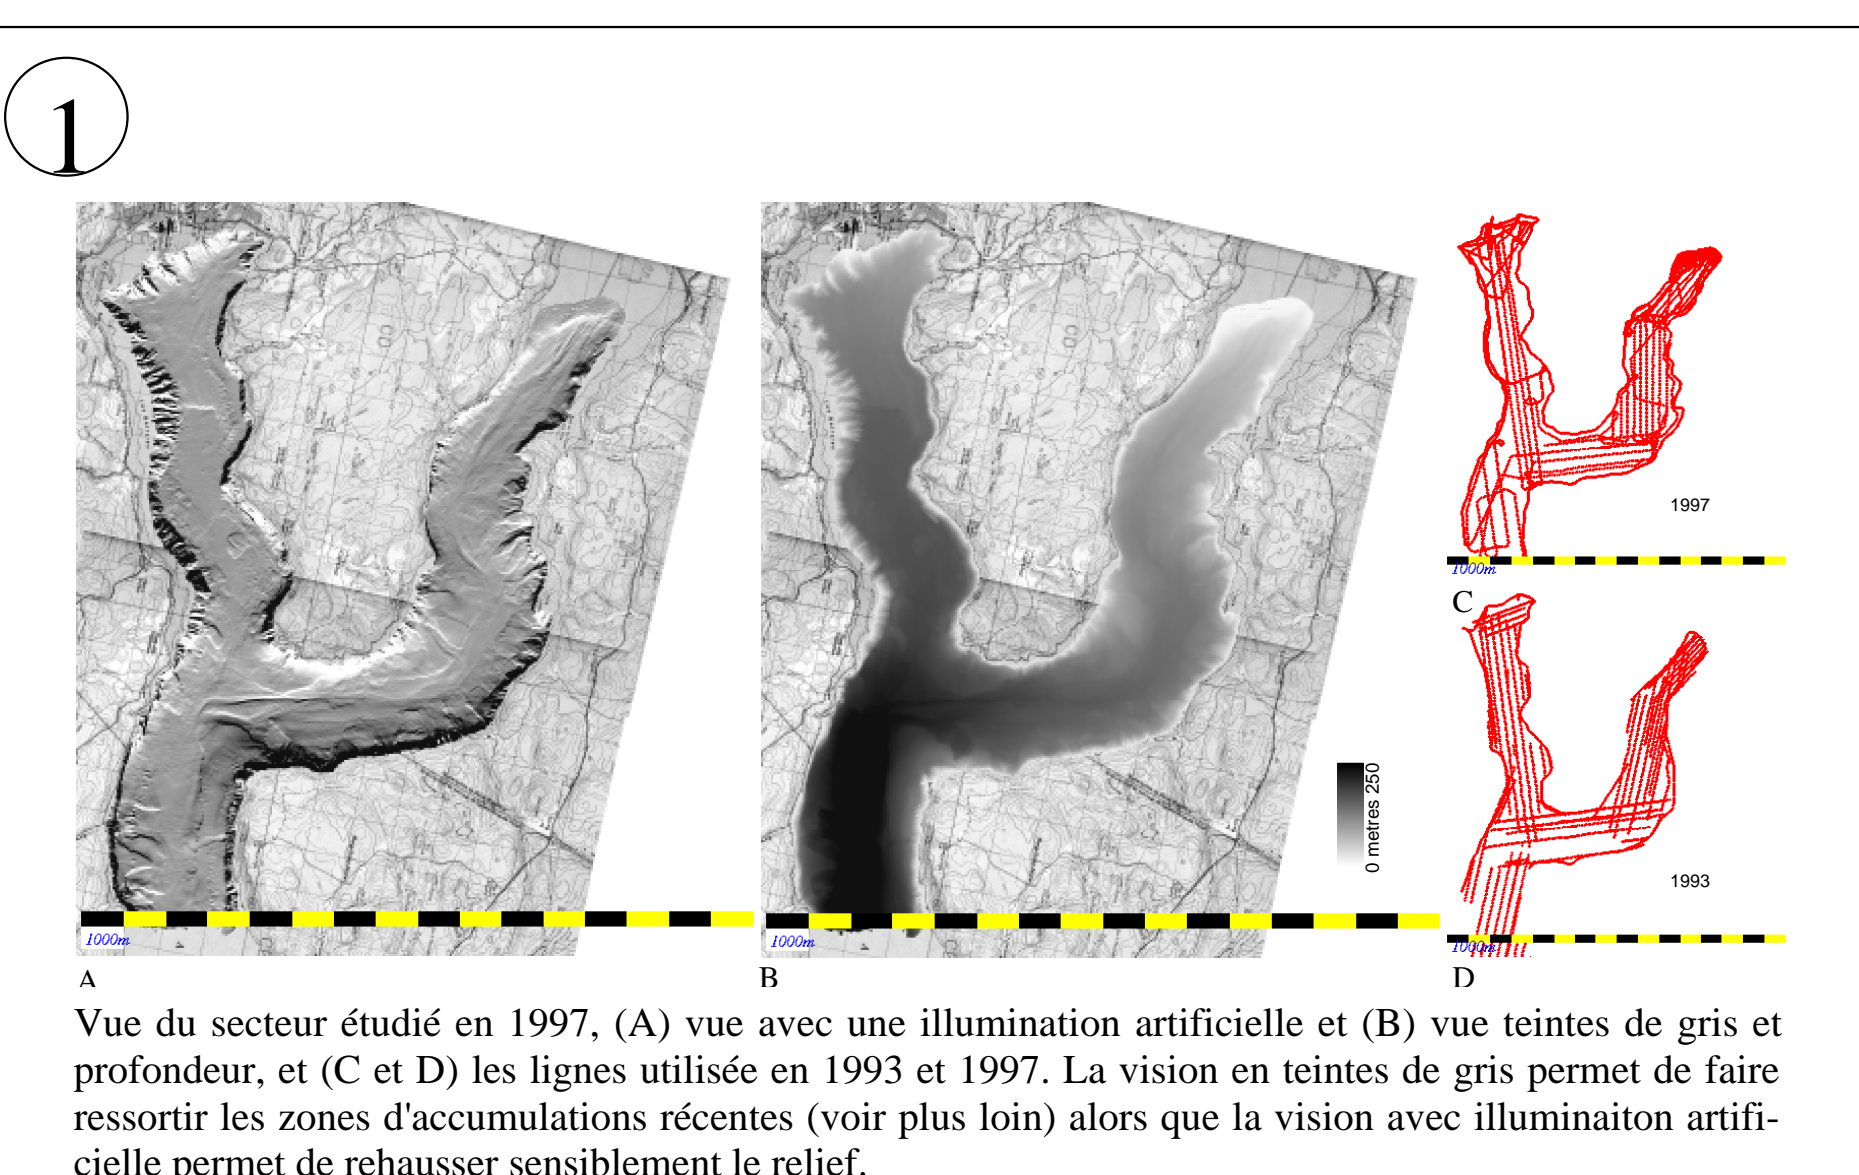 1
1997
1000m
C
0 metres 250
1993
1000m
1000m
1000m
A
B
D
Vue du secteur étudié en 1997, (A) vue avec une illumination artificielle et (B) vue teintes de gris et
profondeur, et (C et D) les lignes utilisée en 1993 et 1997. La vision en teintes de gris permet de faire
ressortir les zones d'accumulations récentes (voir plus loin) alors que la vision avec illuminaiton artifi-
cielle permet de rehausser sensiblement le relief.